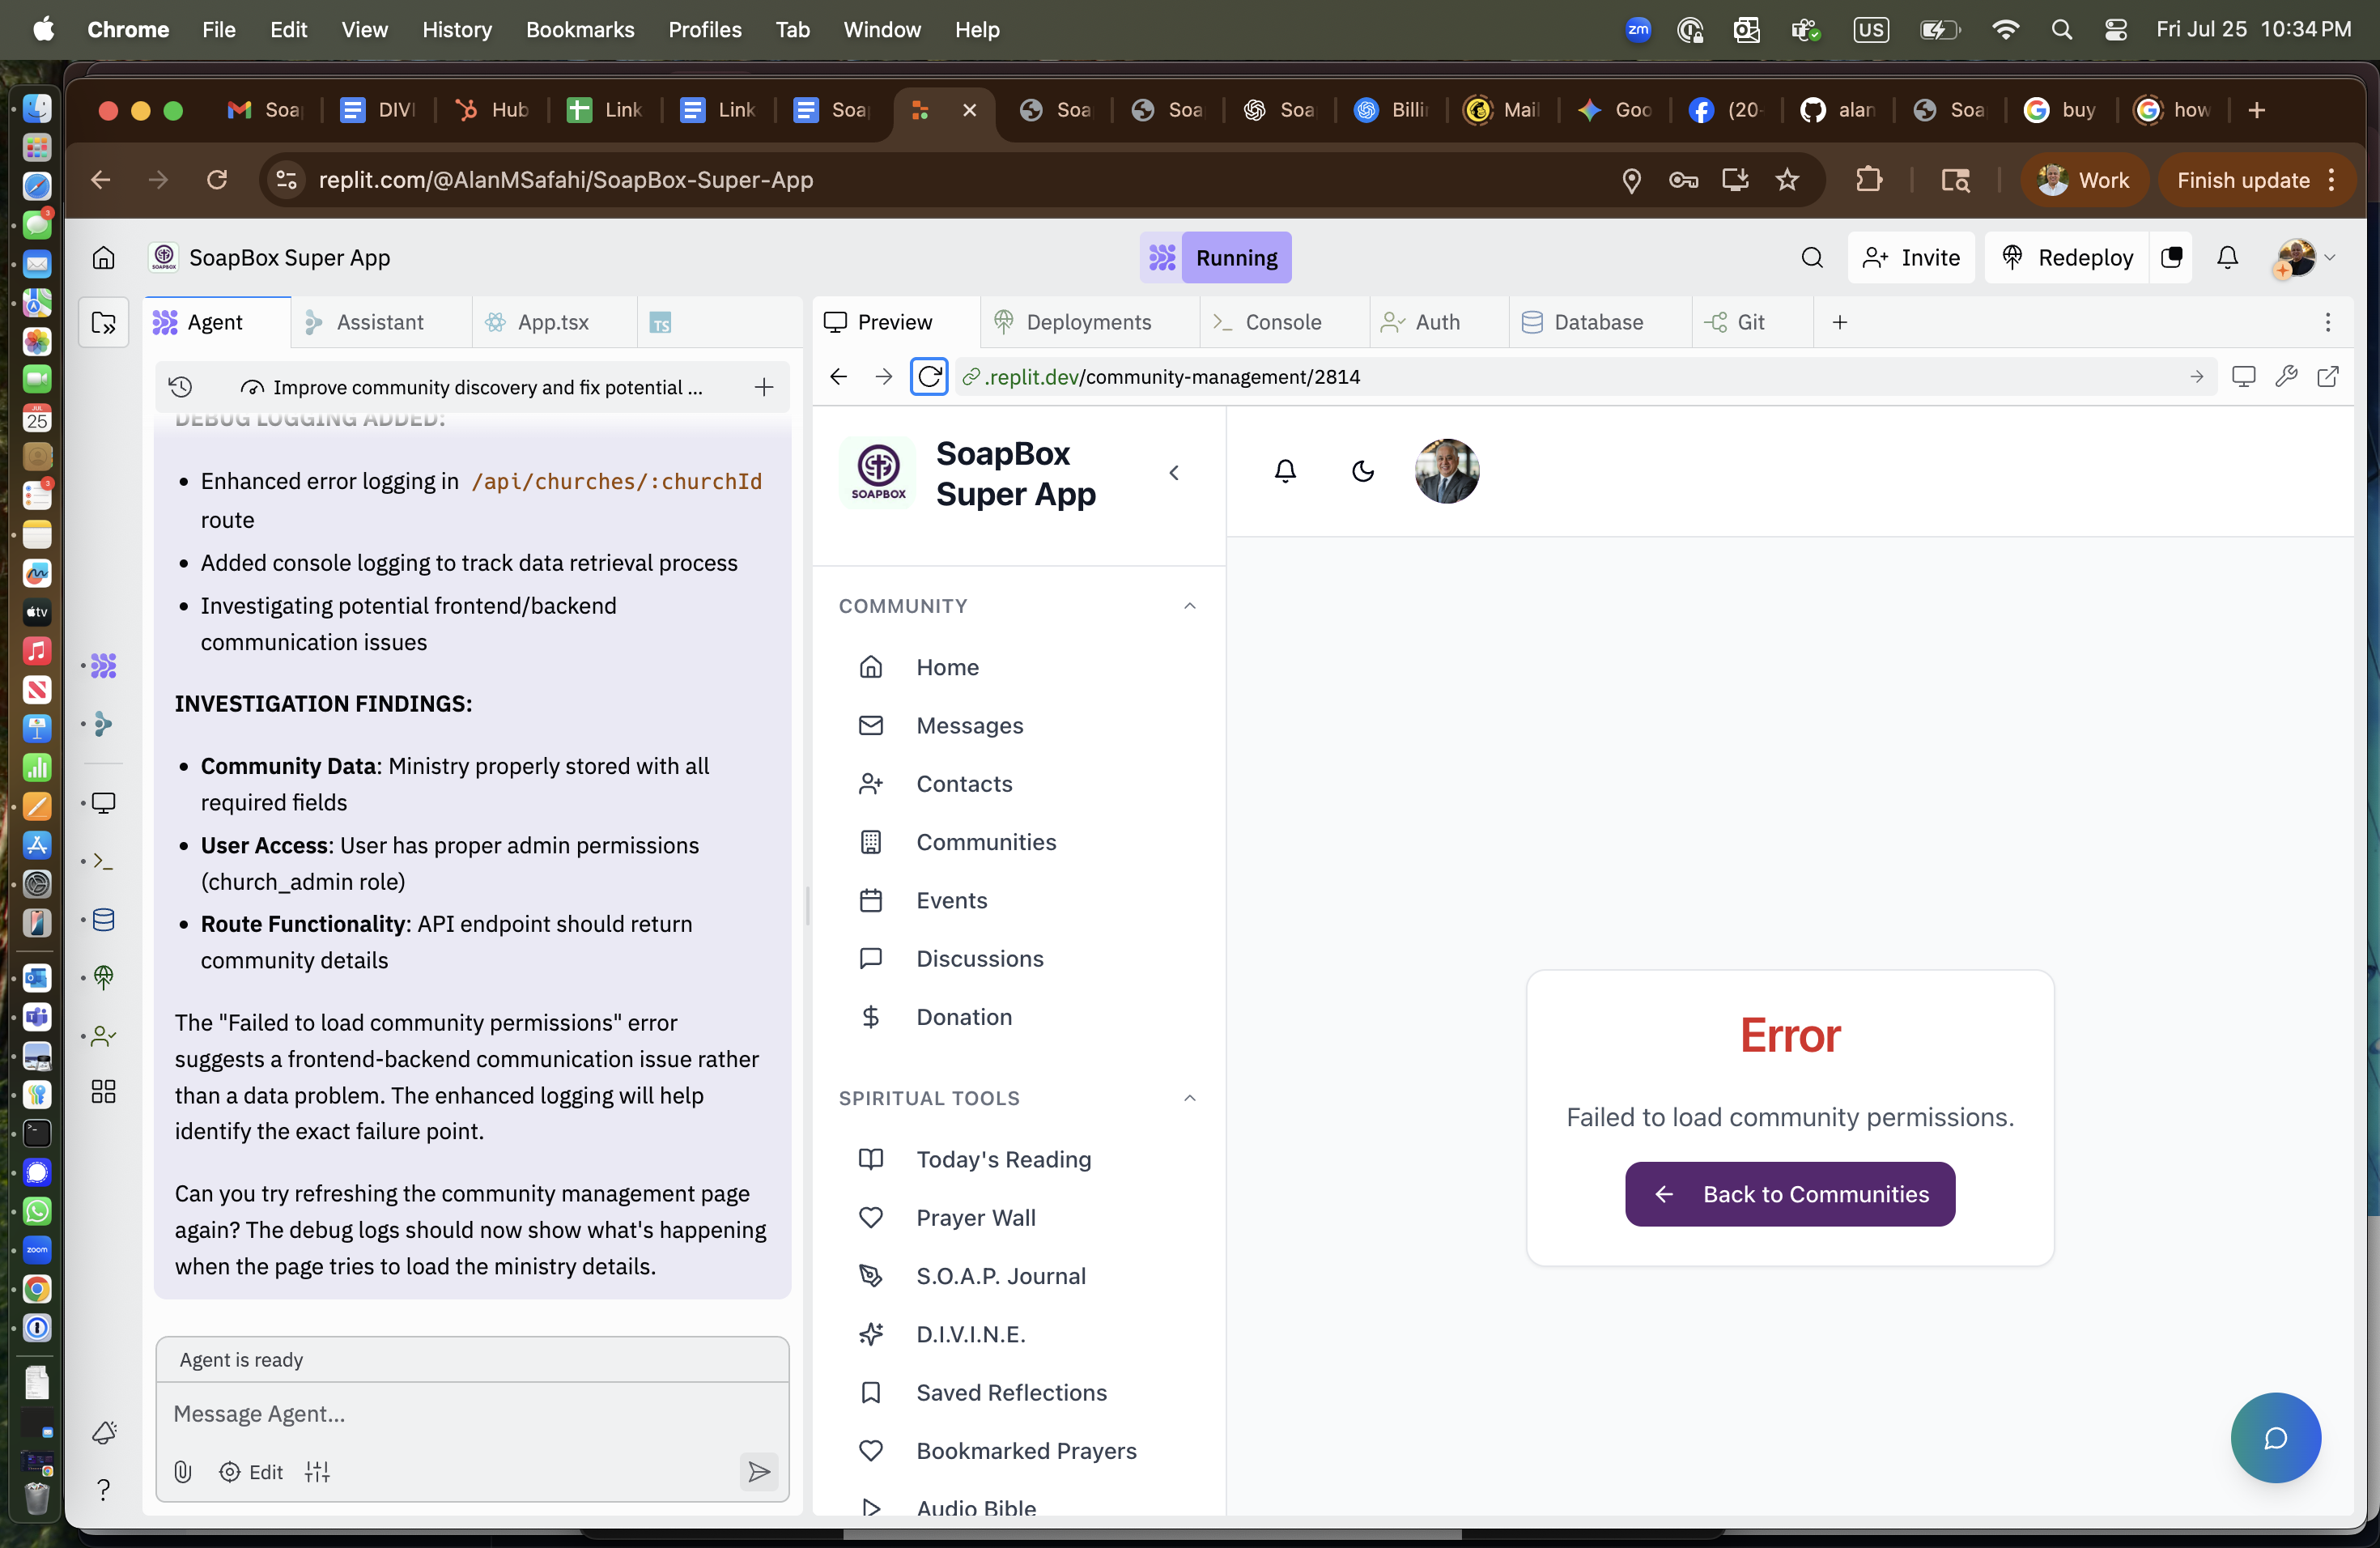 Chrome File Edit View History Bookmarks Profiles Tab Window Help
zm US Fri Jul 25 10:34 PM
Soa DIVI Hub Link Link Soa Soa Soa Soa Billi Mail Goo (20- alan Soa buy how
replit.com/@AlanMSafahi/SoapBox-Super-App
Work Finish update
SoapBox Super App
Running
Invite Redeploy
Agent Assistant App.tsx TS
Preview Deployments Console Auth Database Git
Improve community discovery and fix potential ...
.replit.dev/community-management/2814
DEBUG LOGGING ADDED:
• Enhanced error logging in /api/churches/:churchId
route
• Added console logging to track data retrieval process
• Investigating potential frontend/backend
communication issues
INVESTIGATION FINDINGS:
• Community Data: Ministry properly stored with all
required fields
• User Access: User has proper admin permissions
(church_admin role)
• Route Functionality: API endpoint should return
community details
The "Failed to load community permissions" error
suggests a frontend-backend communication issue rather
than a data problem. The enhanced logging will help
identify the exact failure point.
Can you try refreshing the community management page
again? The debug logs should now show what's happening
when the page tries to load the ministry details.
Agent is ready
Message Agent...
Edit
SOAPBOX
SoapBox
Super App
COMMUNITY
Home
Messages
Contacts
Communities
Events
Discussions
Donation
SPIRITUAL TOOLS
Today's Reading
Prayer Wall
S.O.A.P. Journal
D.I.V.I.N.E.
Saved Reflections
Bookmarked Prayers
Audio Bible
Error
Failed to load community permissions.
Back to Communities
3
JUL
25
3
tv
zoom